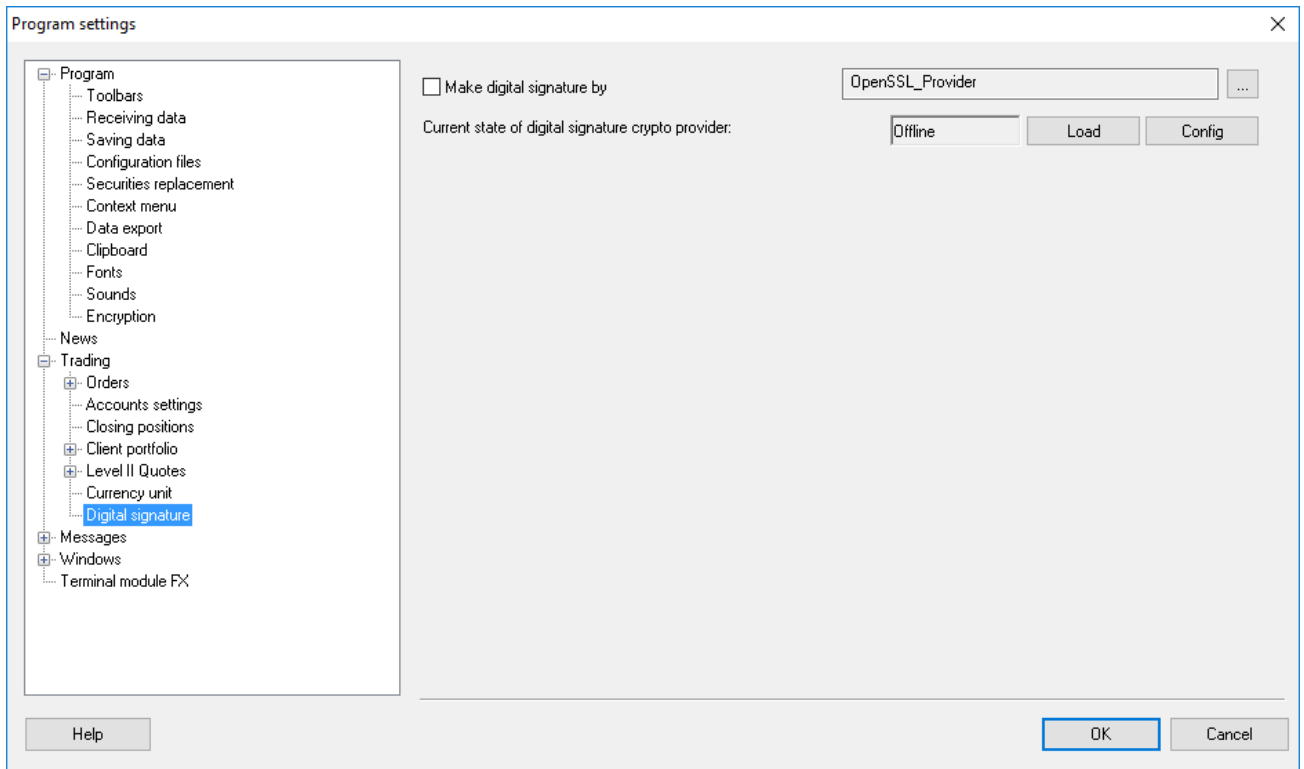 Program settings
Program
Toolbars
Receiving data
Saving data
Configuration files
Securities replacement
Context menu
Data export
Clipboard
Fonts
Sounds
Encryption
News
Trading
Orders
Accounts settings
Closing positions
Client portfolio
Level II Quotes
Currency unit
Digital signature
Messages
Windows
Terminal module FX
Make digital signature by
OpenSSL_Provider
...
Current state of digital signature crypto provider:
Offline
Load
Config
Help
OK
Cancel